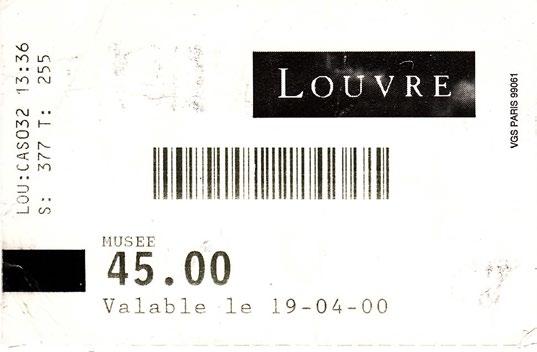 LOU:CAS032 13:36
S: 377 T: 255
LOUVRE
VGS PARIS 99061
MUSEE
45.00
Valable le 19-04-00